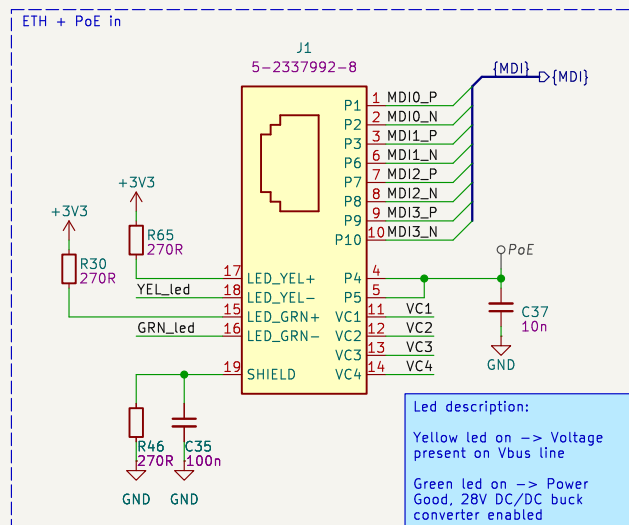 ETH + PoE in
J1
5-2337992-8
{MDI}
{MDI}
P1 1 MDI0_P
P2 2 MDI0_N
P3 3 MDI1_P
P6 6 MDI1_N
P7 7 MDI2_P
P8 8 MDI2_N
P9 9 MDI3_P
P10 10 MDI3_N
+3V3
R65
270R
+3V3
R30
270R
PoE
17 LED_YEL+
YEL_led 18 LED_YEL-
15 LED_GRN+
GRN_led 16 LED_GRN-
19 SHIELD
P4 4
P5 5
VC1 11 VC1
VC2 12 VC2
VC3 13 VC3
VC4 14 VC4
C37
10n
GND
R46
270R
C35
100n
GND
GND
Led description:
Yellow led on -> Voltage
present on Vbus line
Green led on -> Power
Good, 28V DC/DC buck
converter enabled